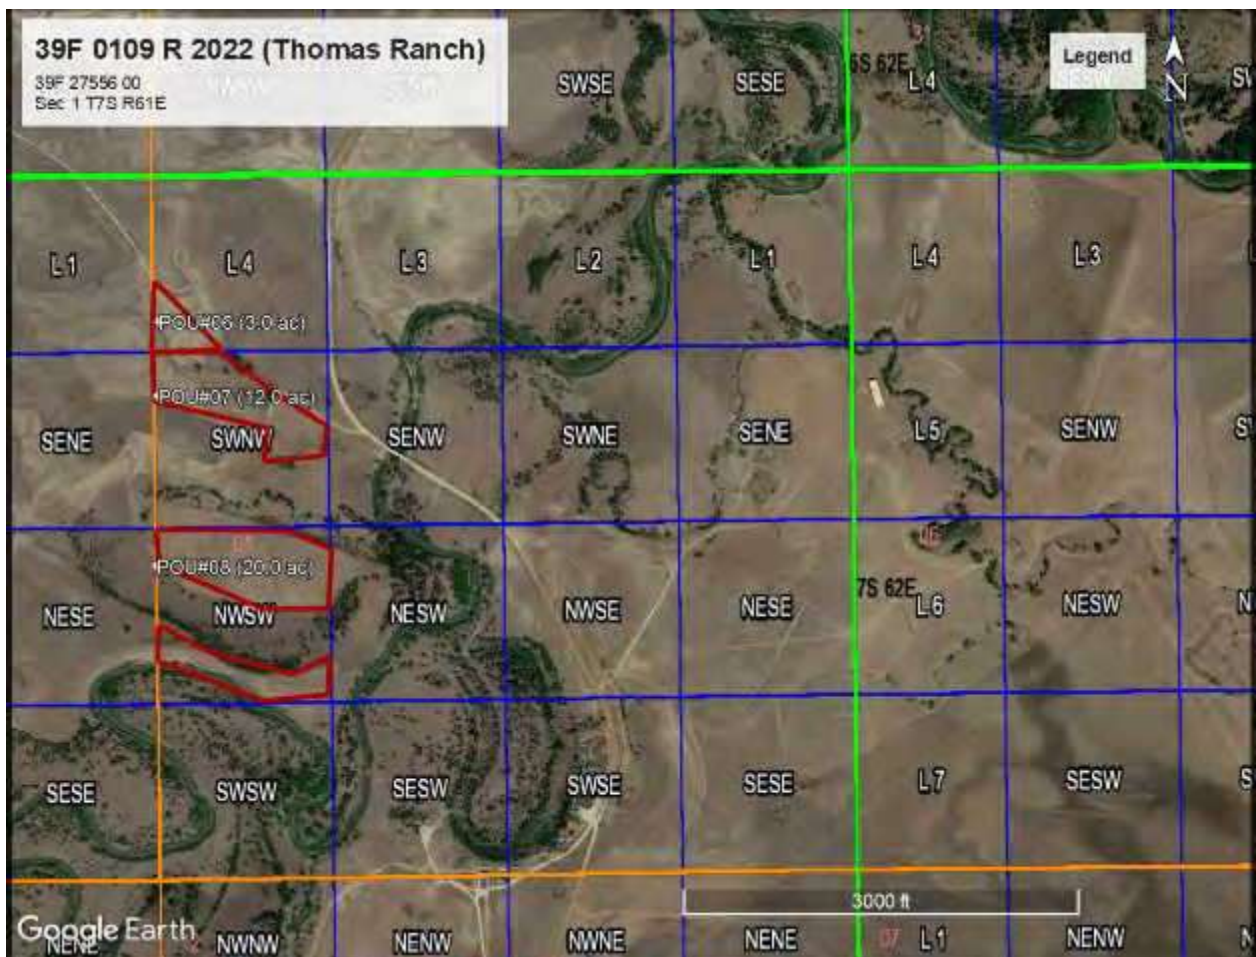 39F 0109 R 2022 (Thomas Ranch)
39F 27556 00
Sec 1 T7S R61E
Legend
N
SWSE
SESE
L4
L1
L4
L3
L2
L1
L4
L3
POU#06 (3.0 ac)
POU#07 (12.0 ac)
SENE
SWNW
SENW
SWNE
SENE
L5
SENW
POU#08 (20.0 ac)
7S 62E
NESE
NWSW
NESW
NWSE
NESE
L6
NESW
SESE
SWSW
SESW
SWSE
SESE
L7
SESW
3000 ft
Google Earth
NENE
NWNW
NENW
NWNE
NENE
07
L1
NENW